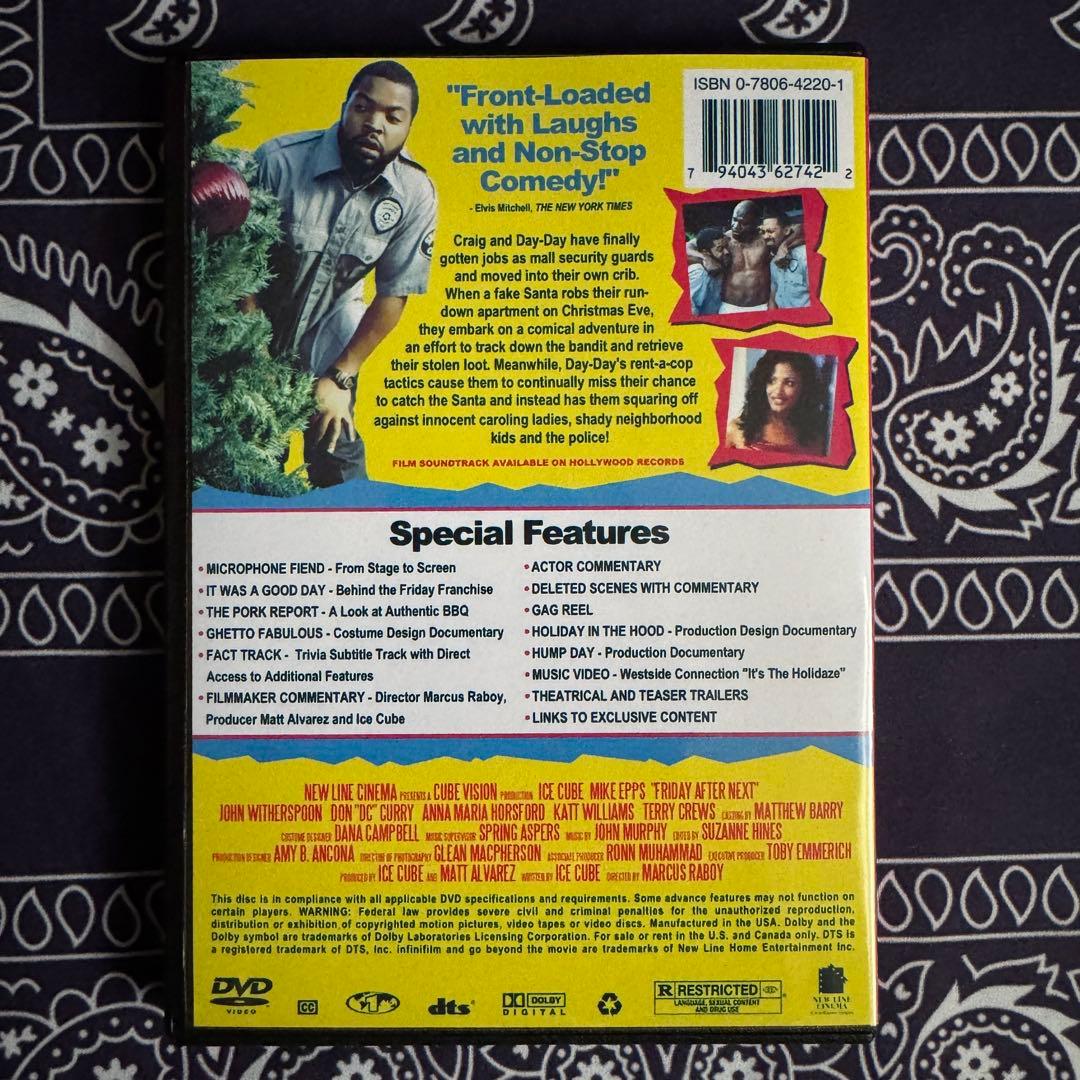 "Front-Loaded
with Laughs
and Non-Stop
Comedy!"
- Elvis Mitchell, THE NEW YORK TIMES
ISBN 0-7806-4220-1
7 94043 62742 2
Craig and Day-Day have finally
gotten jobs as mall security guards
and moved into their own crib.
When a fake Santa robs their run-
down apartment on Christmas Eve,
they embark on a comical adventure in
an effort to track down the bandit and retrieve
their stolen loot. Meanwhile, Day-Day's rent-a-cop
tactics cause them to continually miss their chance
to catch the Santa and instead has them squaring off
against innocent caroling ladies, shady neighborhood
kids and the police!
FILM SOUNDTRACK AVAILABLE ON HOLLYWOOD RECORDS
Special Features
• MICROPHONE FIEND - From Stage to Screen
• IT WAS A GOOD DAY - Behind the Friday Franchise
• THE PORK REPORT - A Look at Authentic BBQ
• GHETTO FABULOUS - Costume Design Documentary
• FACT TRACK - Trivia Subtitle Track with Direct
Access to Additional Features
• FILMMAKER COMMENTARY - Director Marcus Raboy,
Producer Matt Alvarez and Ice Cube
• ACTOR COMMENTARY
• DELETED SCENES WITH COMMENTARY
• GAG REEL
• HOLIDAY IN THE HOOD - Production Design Documentary
• HUMP DAY - Production Documentary
• MUSIC VIDEO - Westside Connection "It's The Holidaze"
• THEATRICAL AND TEASER TRAILERS
• LINKS TO EXCLUSIVE CONTENT
NEW LINE CINEMA PRESENTS A CUBE VISION PRODUCTION ICE CUBE MIKE EPPS "FRIDAY AFTER NEXT"
JOHN WITHERSPOON DON "DC" CURRY ANNA MARIA HORSFORD KATT WILLIAMS TERRY CREWS CASTING BY MATTHEW BARRY
COSTUME DESIGNER DANA CAMPBELL MUSIC SUPERVISOR SPRING ASPERS MUSIC BY JOHN MURPHY EDITED BY SUZANNE HINES
PRODUCTION DESIGNER AMY B. ANCONA DIRECTOR OF PHOTOGRAPHY GLEAN MACPHERSON ASSOCIATE PRODUCER RONN MUHAMMAD EXECUTIVE PRODUCER TOBY EMMERICH
PRODUCED BY ICE CUBE AND MATT ALVAREZ WRITTEN BY ICE CUBE DIRECTED BY MARCUS RABOY
This disc is in compliance with all applicable DVD specifications and requirements. Some advance features may not function on
certain players. WARNING: Federal law provides severe civil and criminal penalties for the unauthorized reproduction,
distribution or exhibition of copyrighted motion pictures, video tapes or video discs. Manufactured in the USA. Dolby and the
Dolby symbol are trademarks of Dolby Laboratories Licensing Corporation. For sale or rent in the U.S. and Canada only. DTS is
a registered trademark of DTS, Inc. infinifilm and go beyond the movie are trademarks of New Line Home Entertainment Inc.
DVD
VIDEO
CC
1
dts
DOLBY
DIGITAL
R RESTRICTED
LANGUAGE, SEXUAL CONTENT
AND DRUG USE
NEW LINE
CINEMA